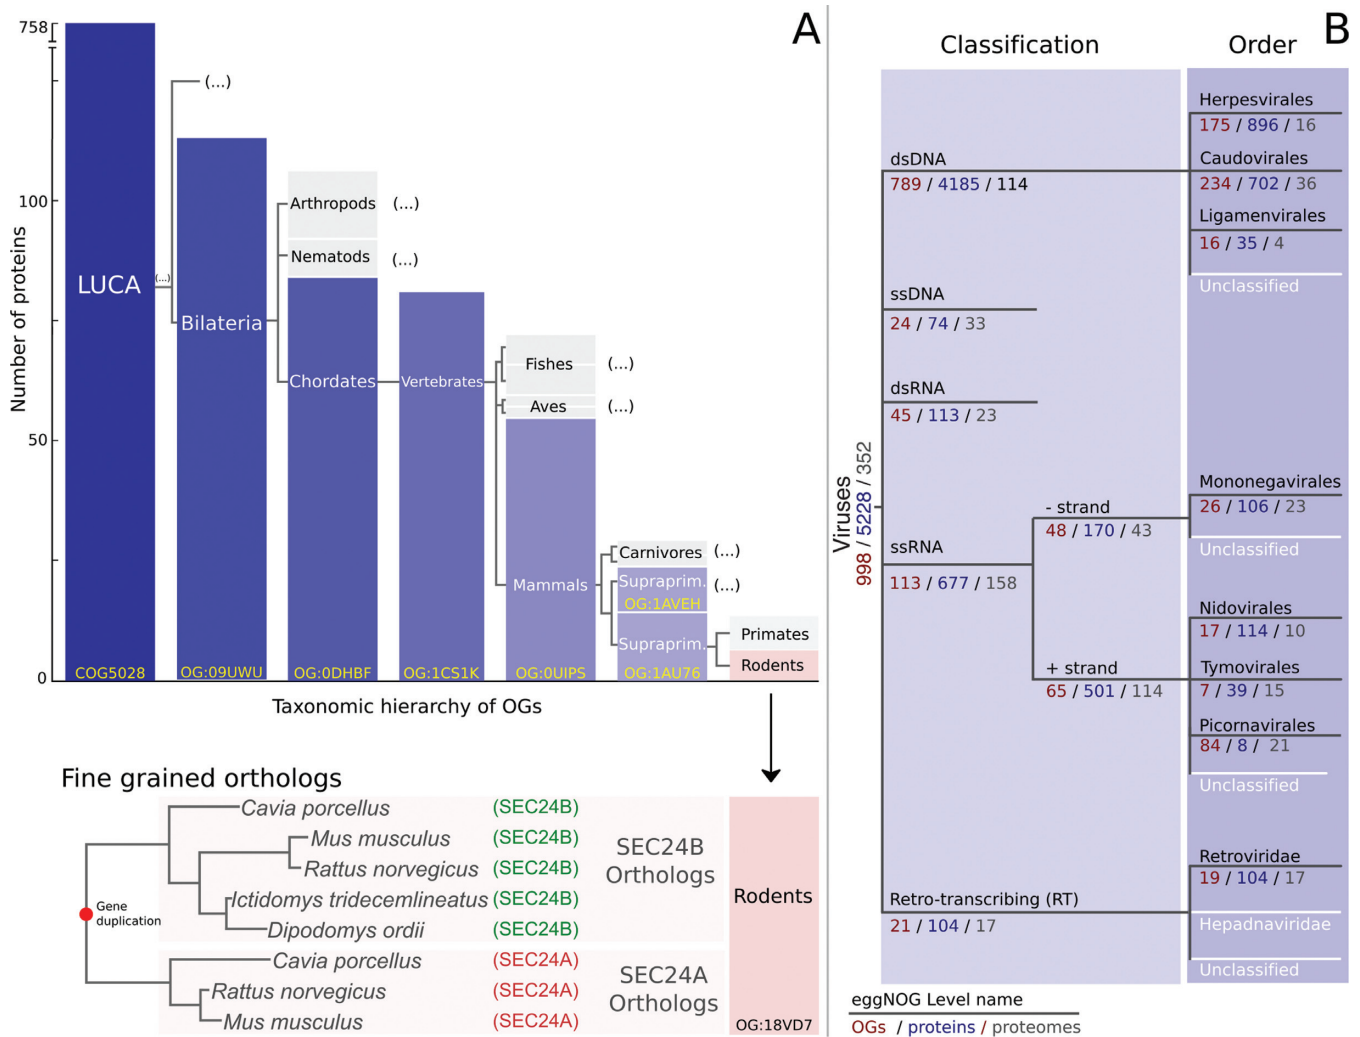 A
758
100
50
0
Number of proteins
LUCA
(...)
(...)
Bilateria
Arthropods (...)
Nematods (...)
Chordates
Vertebrates
Fishes (...)
Aves (...)
Mammals
Carnivores (...)
Supraprim. (...)
OG:1AVEH
Supraprim.
Primates
Rodents
COG5028 OG:09UWU OG:0DHBF OG:1CS1K OG:0UIPS OG:1AU76
Taxonomic hierarchy of OGs
Fine grained orthologs
Cavia porcellus (SEC24B)
Mus musculus (SEC24B)
Rattus norvegicus (SEC24B)
Ictidomys tridecemlineatus (SEC24B)
Dipodomys ordii (SEC24B)
SEC24B
Orthologs
Gene
duplication
Cavia porcellus (SEC24A)
Rattus norvegicus (SEC24A)
Mus musculus (SEC24A)
SEC24A
Orthologs
Rodents
OG:18VD7
B
Classification Order
Viruses
998 / 5228 / 352
dsDNA
789 / 4185 / 114
Herpesvirales
175 / 896 / 16
Caudovirales
234 / 702 / 36
Ligamenvirales
16 / 35 / 4
Unclassified
ssDNA
24 / 74 / 33
dsRNA
45 / 113 / 23
ssRNA
113 / 677 / 158
- strand
48 / 170 / 43
Mononegavirales
26 / 106 / 23
Unclassified
+ strand
65 / 501 / 114
Nidovirales
17 / 114 / 10
Tymovirales
7 / 39 / 15
Picornavirales
84 / 8 / 21
Unclassified
Retro-transcribing (RT)
21 / 104 / 17
Retroviridae
19 / 104 / 17
Hepadnaviridae
Unclassified
eggNOG Level name
OGs / proteins / proteomes